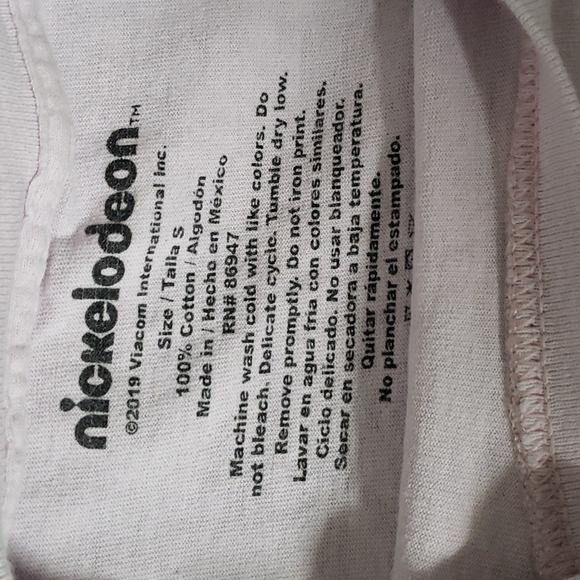 nickelodeon™
©2019 Viacom International Inc.
Size / Talla S
100% Cotton / Algodón
Made in / Hecho en México
RN# 86947
Machine wash cold with like colors. Do
not bleach. Delicate cycle. Tumble dry low.
Remove promptly. Do not iron print.
Lavar en agua fria con colores similares.
Ciclo delicado. No usar blanqueador.
Secar en secadora a baja temperatura.
Quitar rápidamente.
No planchar el estampado.